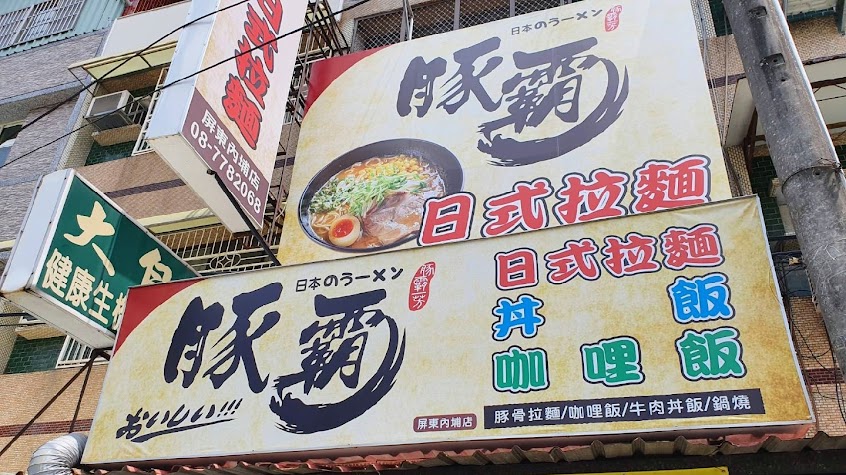 日式拉麵
屏東內埔店
08-7782068
日本のラーメン
豚霸
日式拉麵
大
健康生
日本のラーメン
豚霸
おいしい!!!
屏東內埔店
日式拉麵
丼飯
咖哩飯
豚骨拉麵/咖哩飯/牛肉丼飯/鍋燒